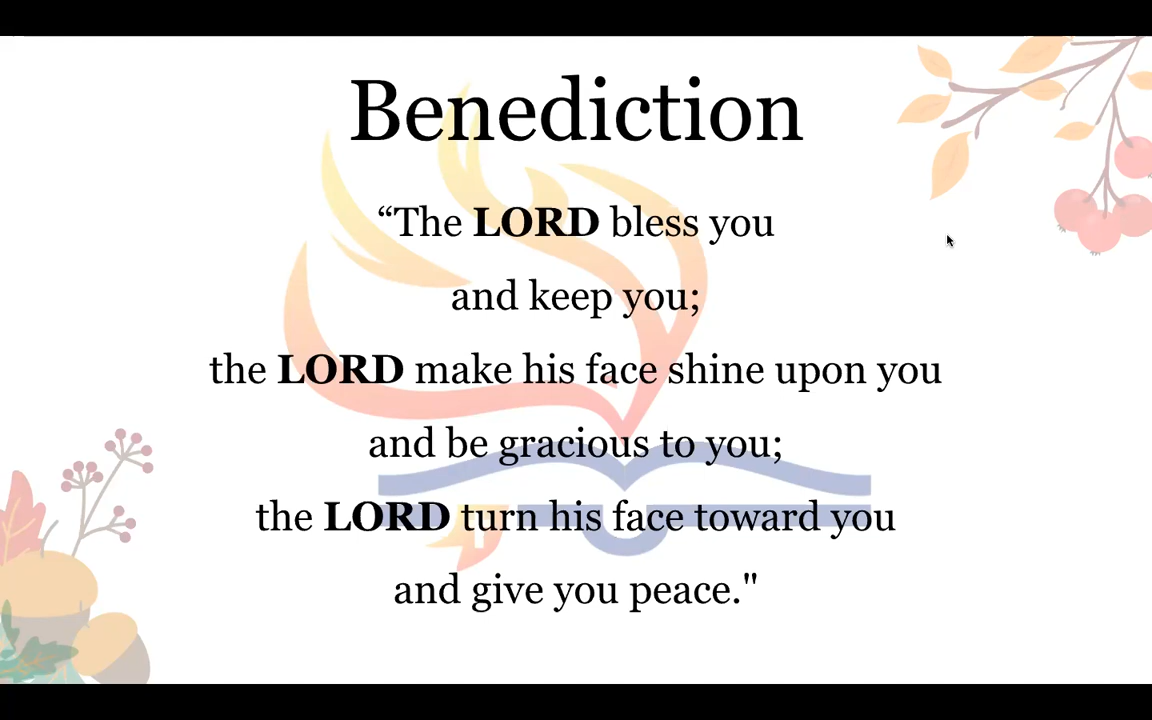 Benediction
“The LORD bless you
and keep you;
the LORD make his face shine upon you
and be gracious to you;
the LORD turn his face toward you
and give you peace."